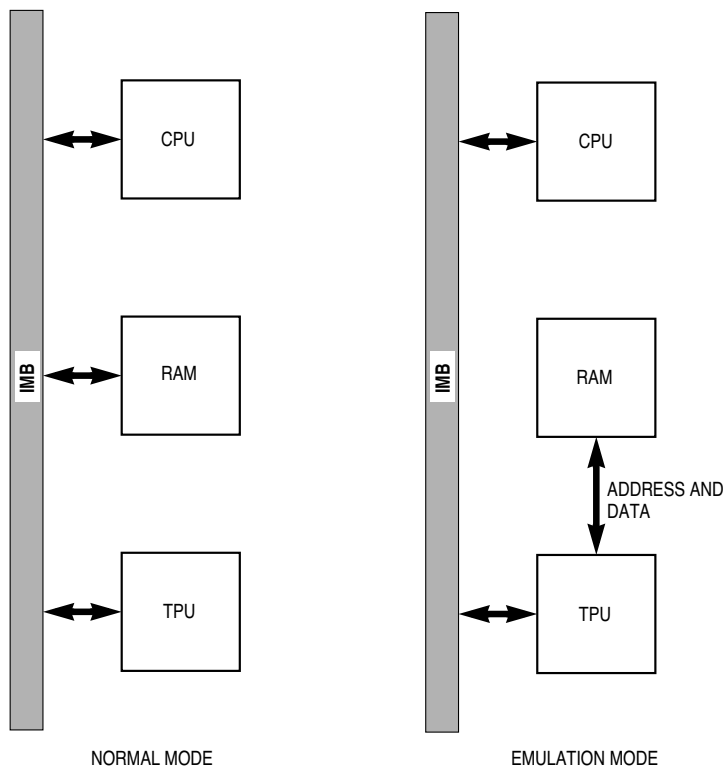 CPU
IMB
RAM
TPU
NORMAL MODE
CPU
IMB
RAM
ADDRESS AND
DATA
TPU
EMULATION MODE